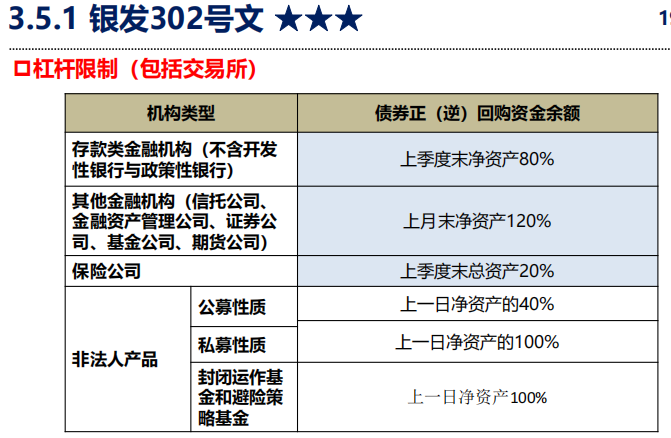 3.5.1 银发302号文 ★★★
19
杠杆限制（包括交易所）
机构类型
债券正（逆）回购资金余额
存款类金融机构（不含开发
性银行与政策性银行）
上季度末净资产80%
其他金融机构（信托公司、
金融资产管理公司、证券公
司、基金公司、期货公司）
上月末净资产120%
保险公司
上季度末总资产20%
非法人产品
公募性质
上一日净资产的40%
私募性质
上一日净资产的100%
封闭运作基
金和避险策
略基金
上一日净资产100%